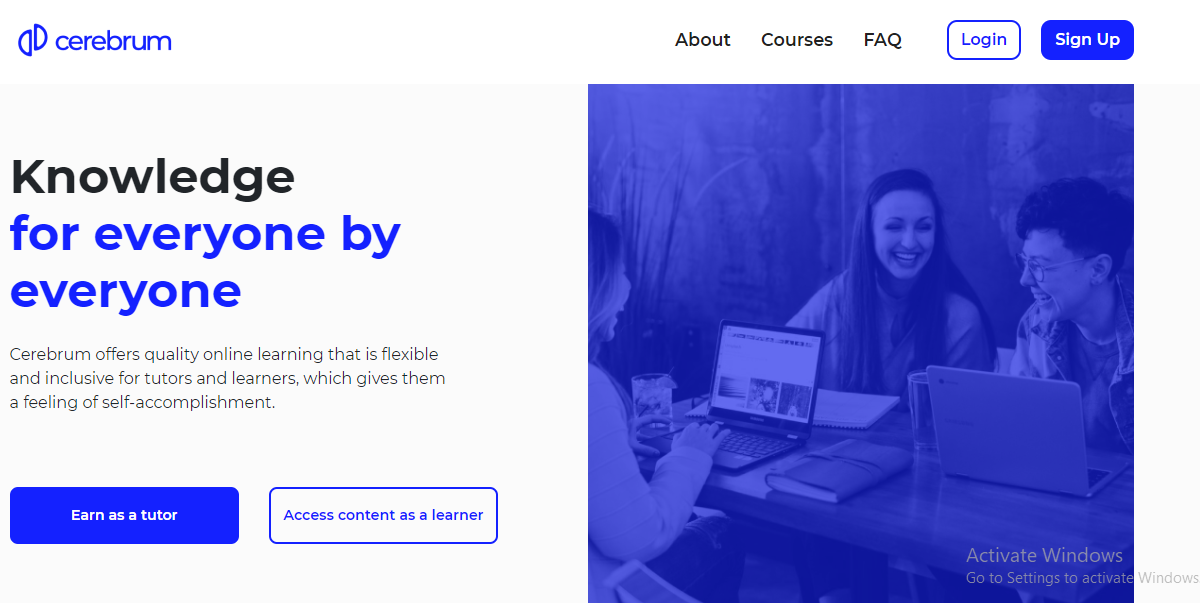 cerebrum
About Courses FAQ Login Sign Up
Knowledge
for everyone by
everyone
Cerebrum offers quality online learning that is flexible
and inclusive for tutors and learners, which gives them
a feeling of self-accomplishment.
Earn as a tutor Access content as a learner
Activate Windows
Go to Settings to activate Windows